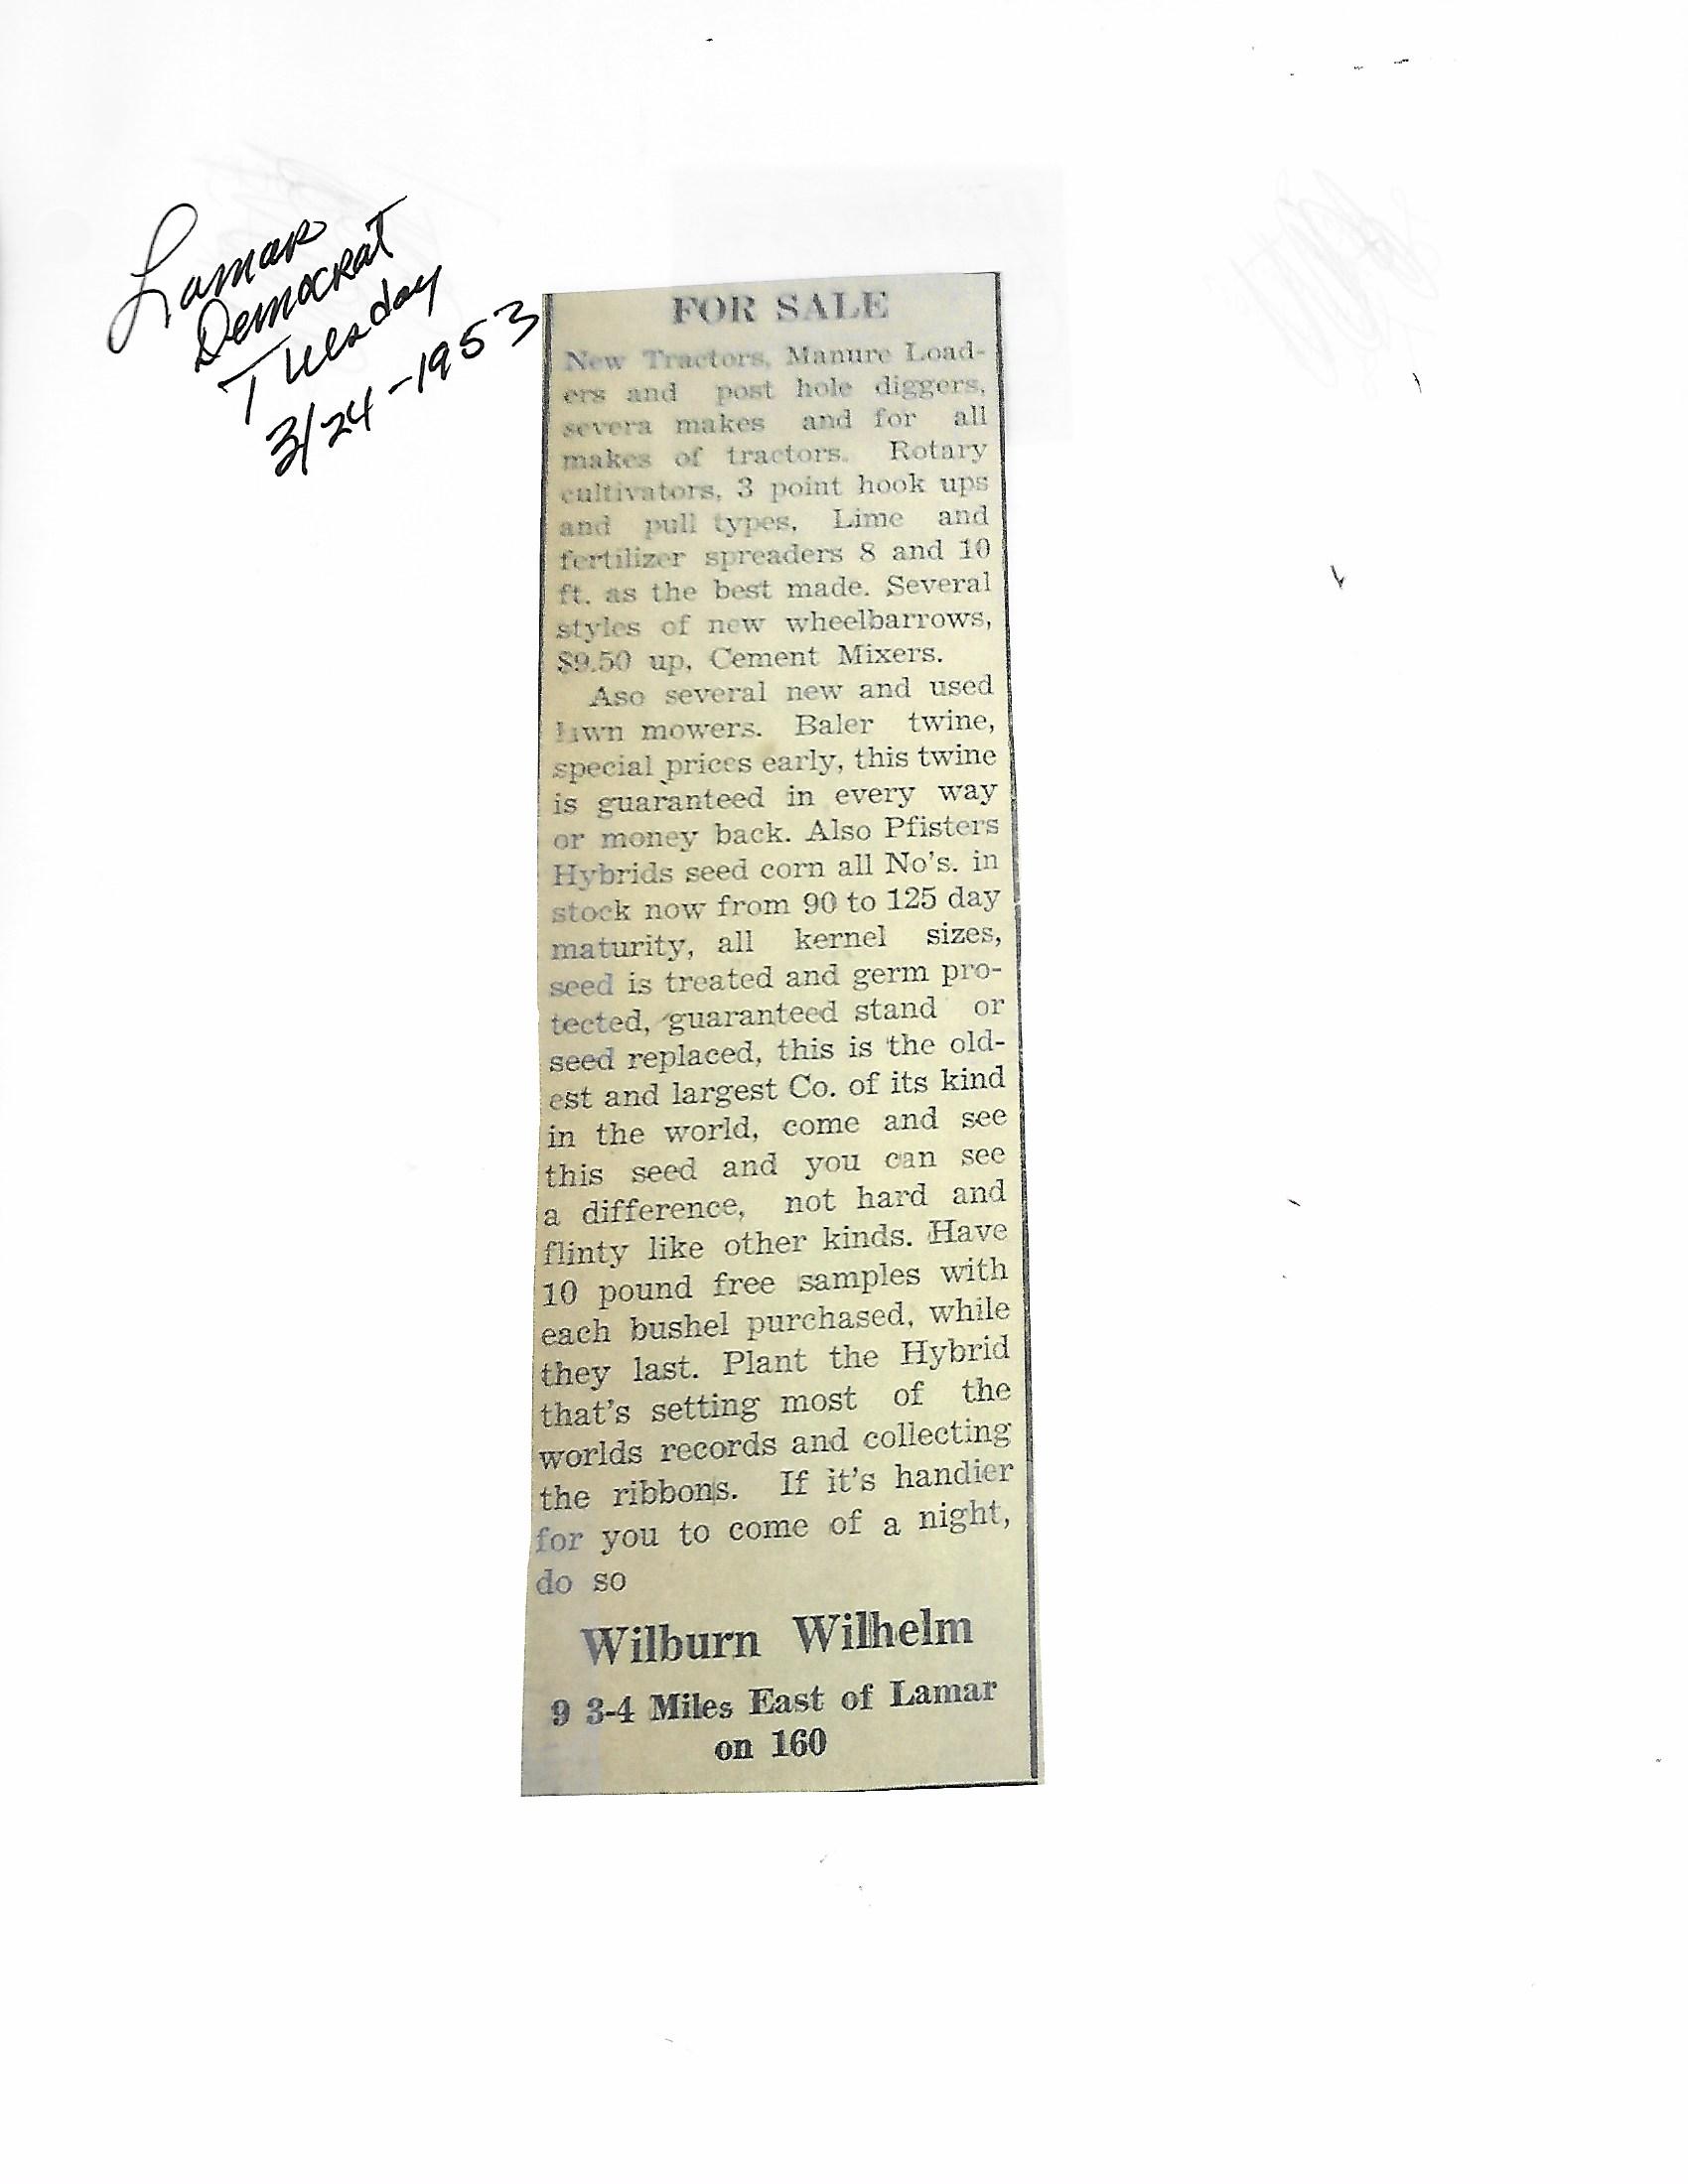 Lamar
Democrat
Tuesday
3/24-1953
FOR SALE
New Tractors, Manure Load-
ers and post hole diggers,
severa makes and for all
makes of tractors. Rotary
cultivators, 3 point hook ups
and pull types, Lime and
fertilizer spreaders 8 and 10
ft. as the best made. Several
styles of new wheelbarrows,
$9.50 up, Cement Mixers.
Aso several new and used
lawn mowers. Baler twine,
special prices early, this twine
is guaranteed in every way
or money back. Also Pfisters
Hybrids seed corn all No's. in
stock now from 90 to 125 day
maturity, all kernel sizes,
seed is treated and germ pro-
tected, guaranteed stand or
seed replaced, this is the old-
est and largest Co. of its kind
in the world, come and see
this seed and you can see
a difference, not hard and
flinty like other kinds. Have
10 pound free samples with
each bushel purchased, while
they last. Plant the Hybrid
that's setting most of the
worlds records and collecting
the ribbons. If it's handier
for you to come of a night,
do so
Wilburn Wilhelm
9 3-4 Miles East of Lamar
on 160